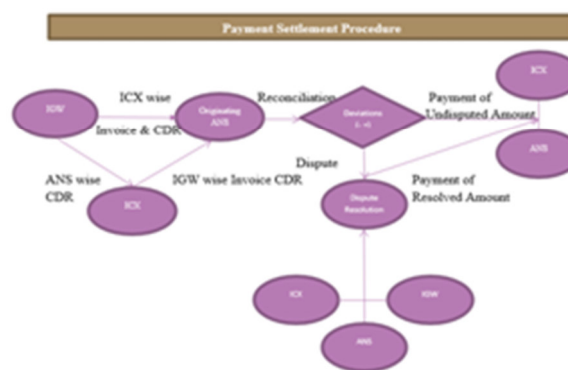 Payment Settlement Procedure
ICX
IGW
ICX wise
Originating
ANS
Reconciliation
Deviations
Payment of
Undisputed Amount
Invoice & CDR
ANS
Dispute
ANS wise
CDR
IGW wise Invoice CDR
Payment of
Resolved Amount
ICX
Dispute
Resolution
ICX
IGW
ANS